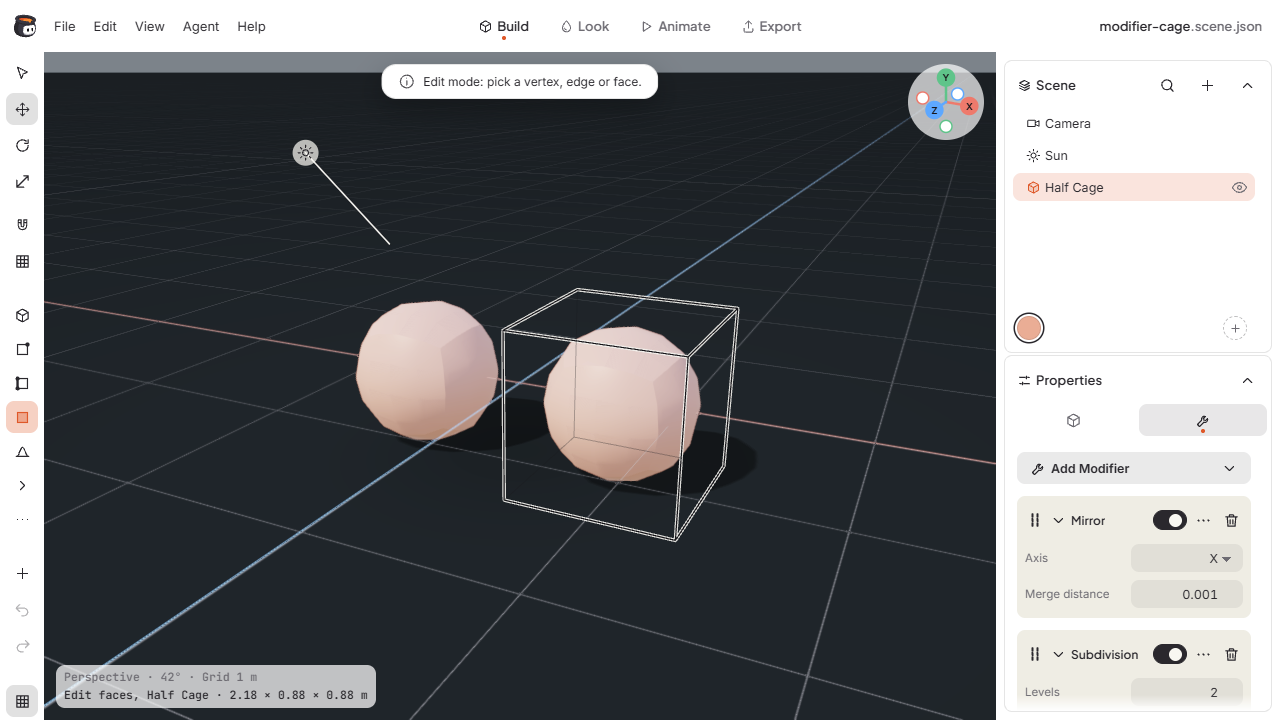 File Edit View Agent Help
Build Look Animate Export
modifier-cage.scene.json
Edit mode: pick a vertex, edge or face.
Y
Z X
Scene
Camera
Sun
Half Cage
Properties
Add Modifier
Mirror
Axis X
Merge distance 0.001
Subdivision
Levels 2
Perspective · 42° · Grid 1 m
Edit faces, Half Cage · 2.18 × 0.88 × 0.88 m